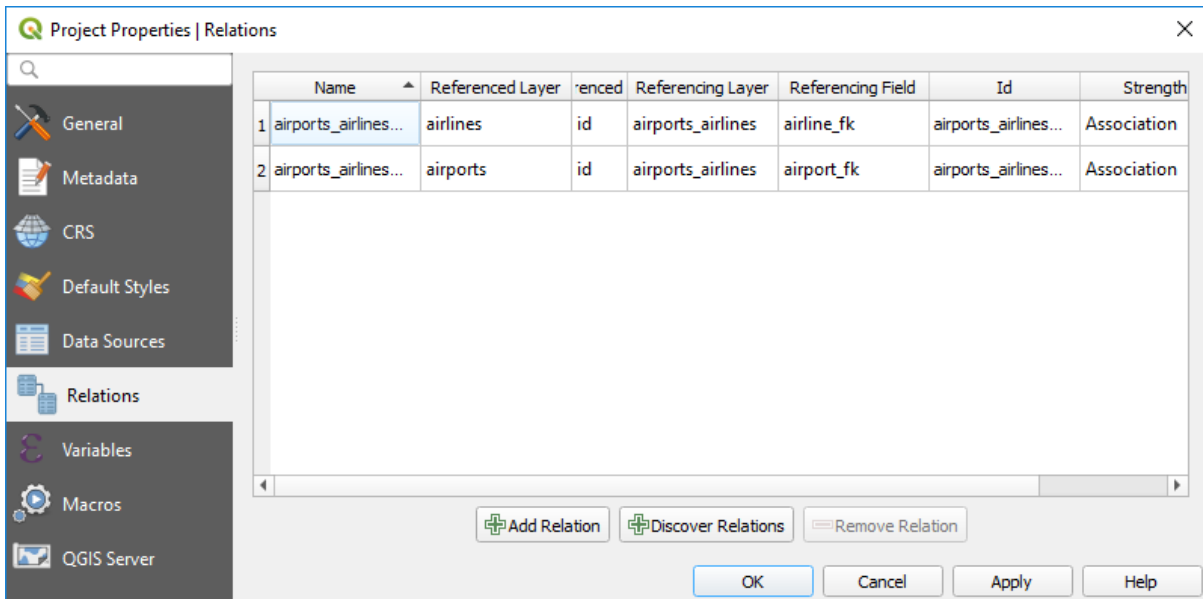 Project Properties | Relations
General
Metadata
CRS
Default Styles
Data Sources
Relations
Variables
Macros
QGIS Server
Name Referenced Layer renced Referencing Layer Referencing Field Id Strength
1 airports_airlines... airlines id airports_airlines airline_fk airports_airlines... Association
2 airports_airlines... airports id airports_airlines airport_fk airports_airlines... Association
Add Relation Discover Relations Remove Relation
OK Cancel Apply Help